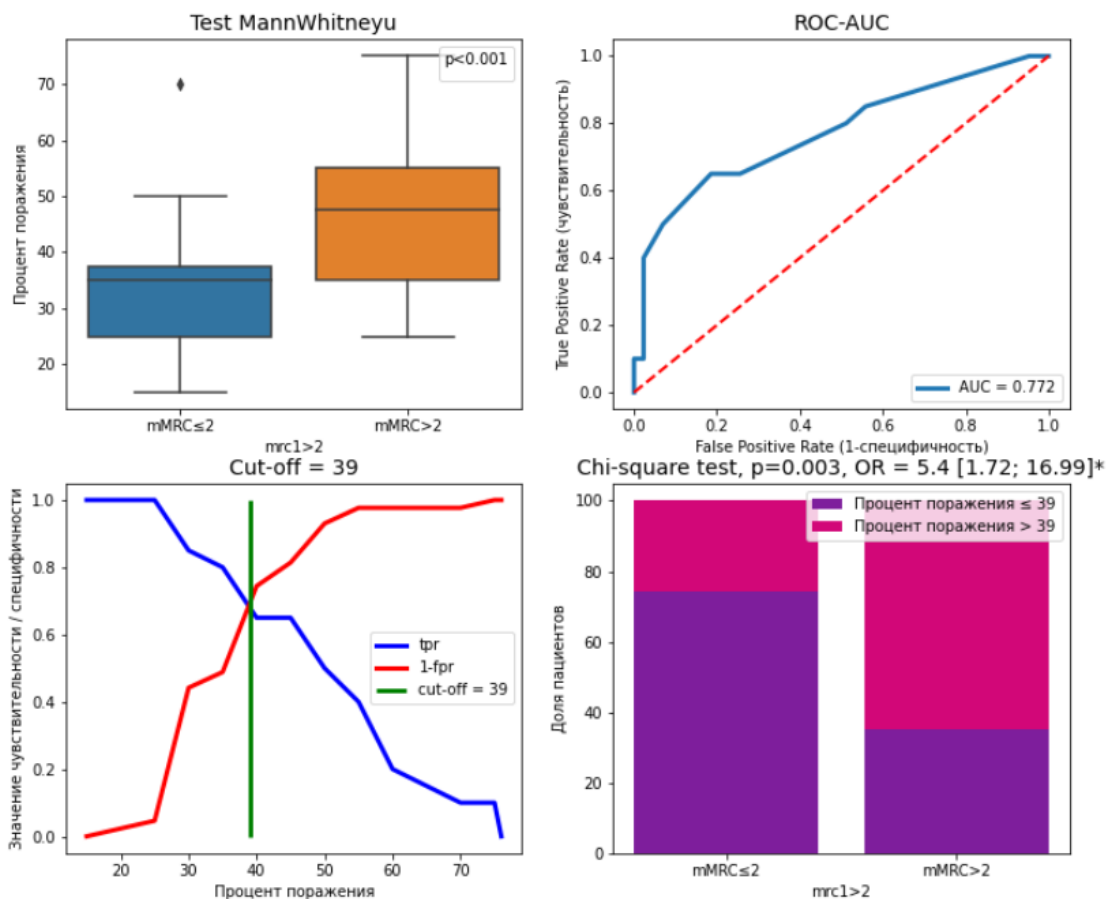 Test MannWhitneyu
Процент поражения
70
60
50
40
30
20
p<0.001
mMRC≤2
mMRC>2
mrc1>2
ROC-AUC
True Positive Rate (чувствительность)
1.0
0.8
0.6
0.4
0.2
0.0
AUC = 0.772
0.0
0.2
0.4
0.6
0.8
1.0
False Positive Rate (1-специфичность)
Cut-off = 39
Значение чувствительности / специфичности
1.0
0.8
0.6
0.4
0.2
0.0
tpr
1-fpr
cut-off = 39
20
30
40
50
60
70
Процент поражения
Chi-square test, p=0.003, OR = 5.4 [1.72; 16.99]*
Доля пациентов
100
80
60
40
20
0
Процент поражения ≤ 39
Процент поражения > 39
mMRC≤2
mMRC>2
mrc1>2